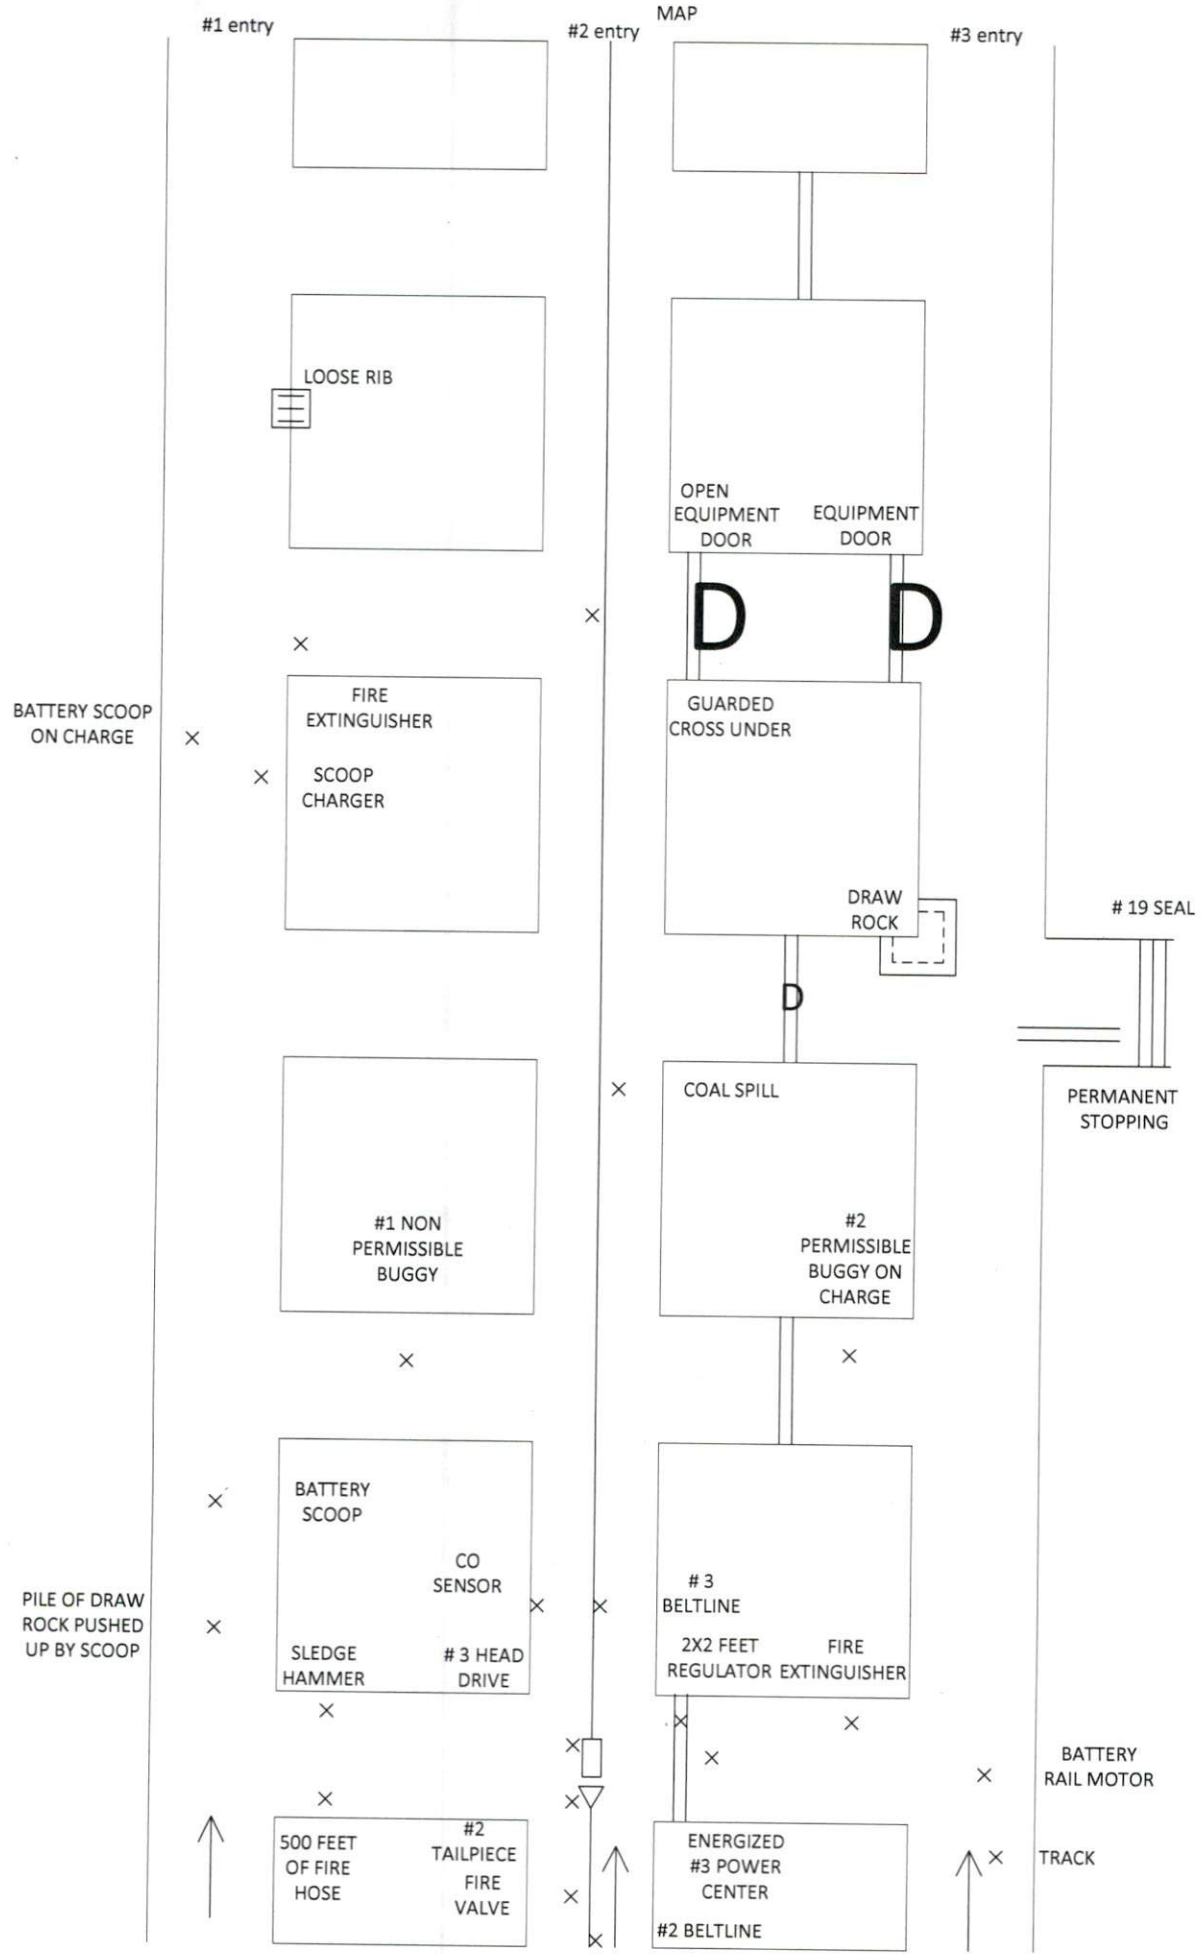 MAP
#1 entry
#2 entry
#3 entry
LOOSE RIB
OPEN
EQUIPMENT
DOOR
EQUIPMENT
DOOR
D
D
BATTERY SCOOP
ON CHARGE
FIRE
EXTINGUISHER
SCOOP
CHARGER
GUARDED
CROSS UNDER
DRAW
ROCK
# 19 SEAL
D
COAL SPILL
PERMANENT
STOPPING
#1 NON
PERMISSIBLE
BUGGY
#2
PERMISSIBLE
BUGGY ON
CHARGE
BATTERY
SCOOP
CO
SENSOR
PILE OF DRAW
ROCK PUSHED
UP BY SCOOP
SLEDGE
HAMMER
# 3 HEAD
DRIVE
# 3
BELTLINE
2X2 FEET
REGULATOR
FIRE
EXTINGUISHER
BATTERY
RAIL MOTOR
500 FEET
OF FIRE
HOSE
#2
TAILPIECE
FIRE
VALVE
ENERGIZED
#3 POWER
CENTER
#2 BELTLINE
TRACK